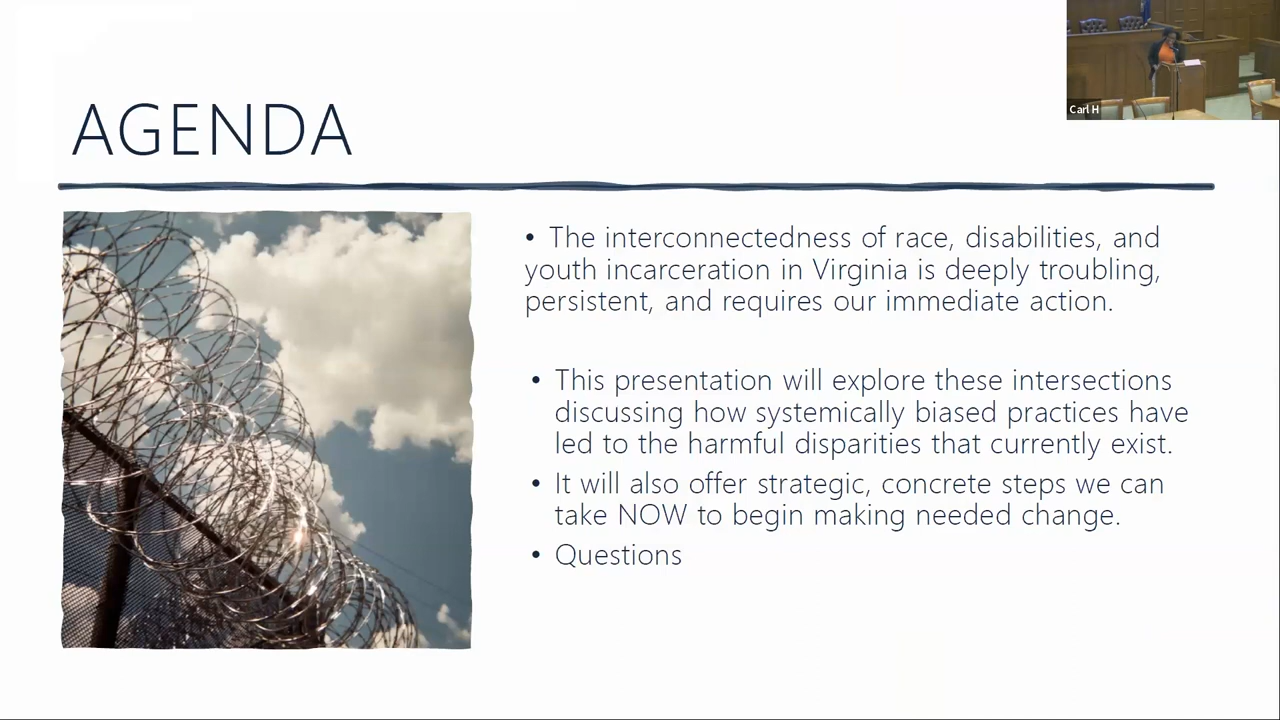 AGENDA
Carl H
• The interconnectedness of race, disabilities, and
youth incarceration in Virginia is deeply troubling,
persistent, and requires our immediate action.
• This presentation will explore these intersections
discussing how systemically biased practices have
led to the harmful disparities that currently exist.
• It will also offer strategic, concrete steps we can
take NOW to begin making needed change.
• Questions